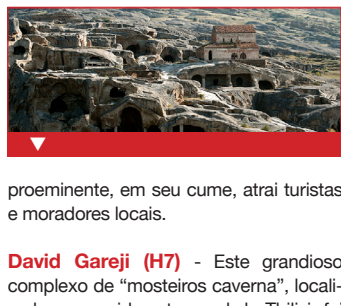 proeminente, em seu cume, atrai turistas
e moradores locais.
David Gareji (H7) - Este grandioso
complexo de “mosteiros caverna”, locali-